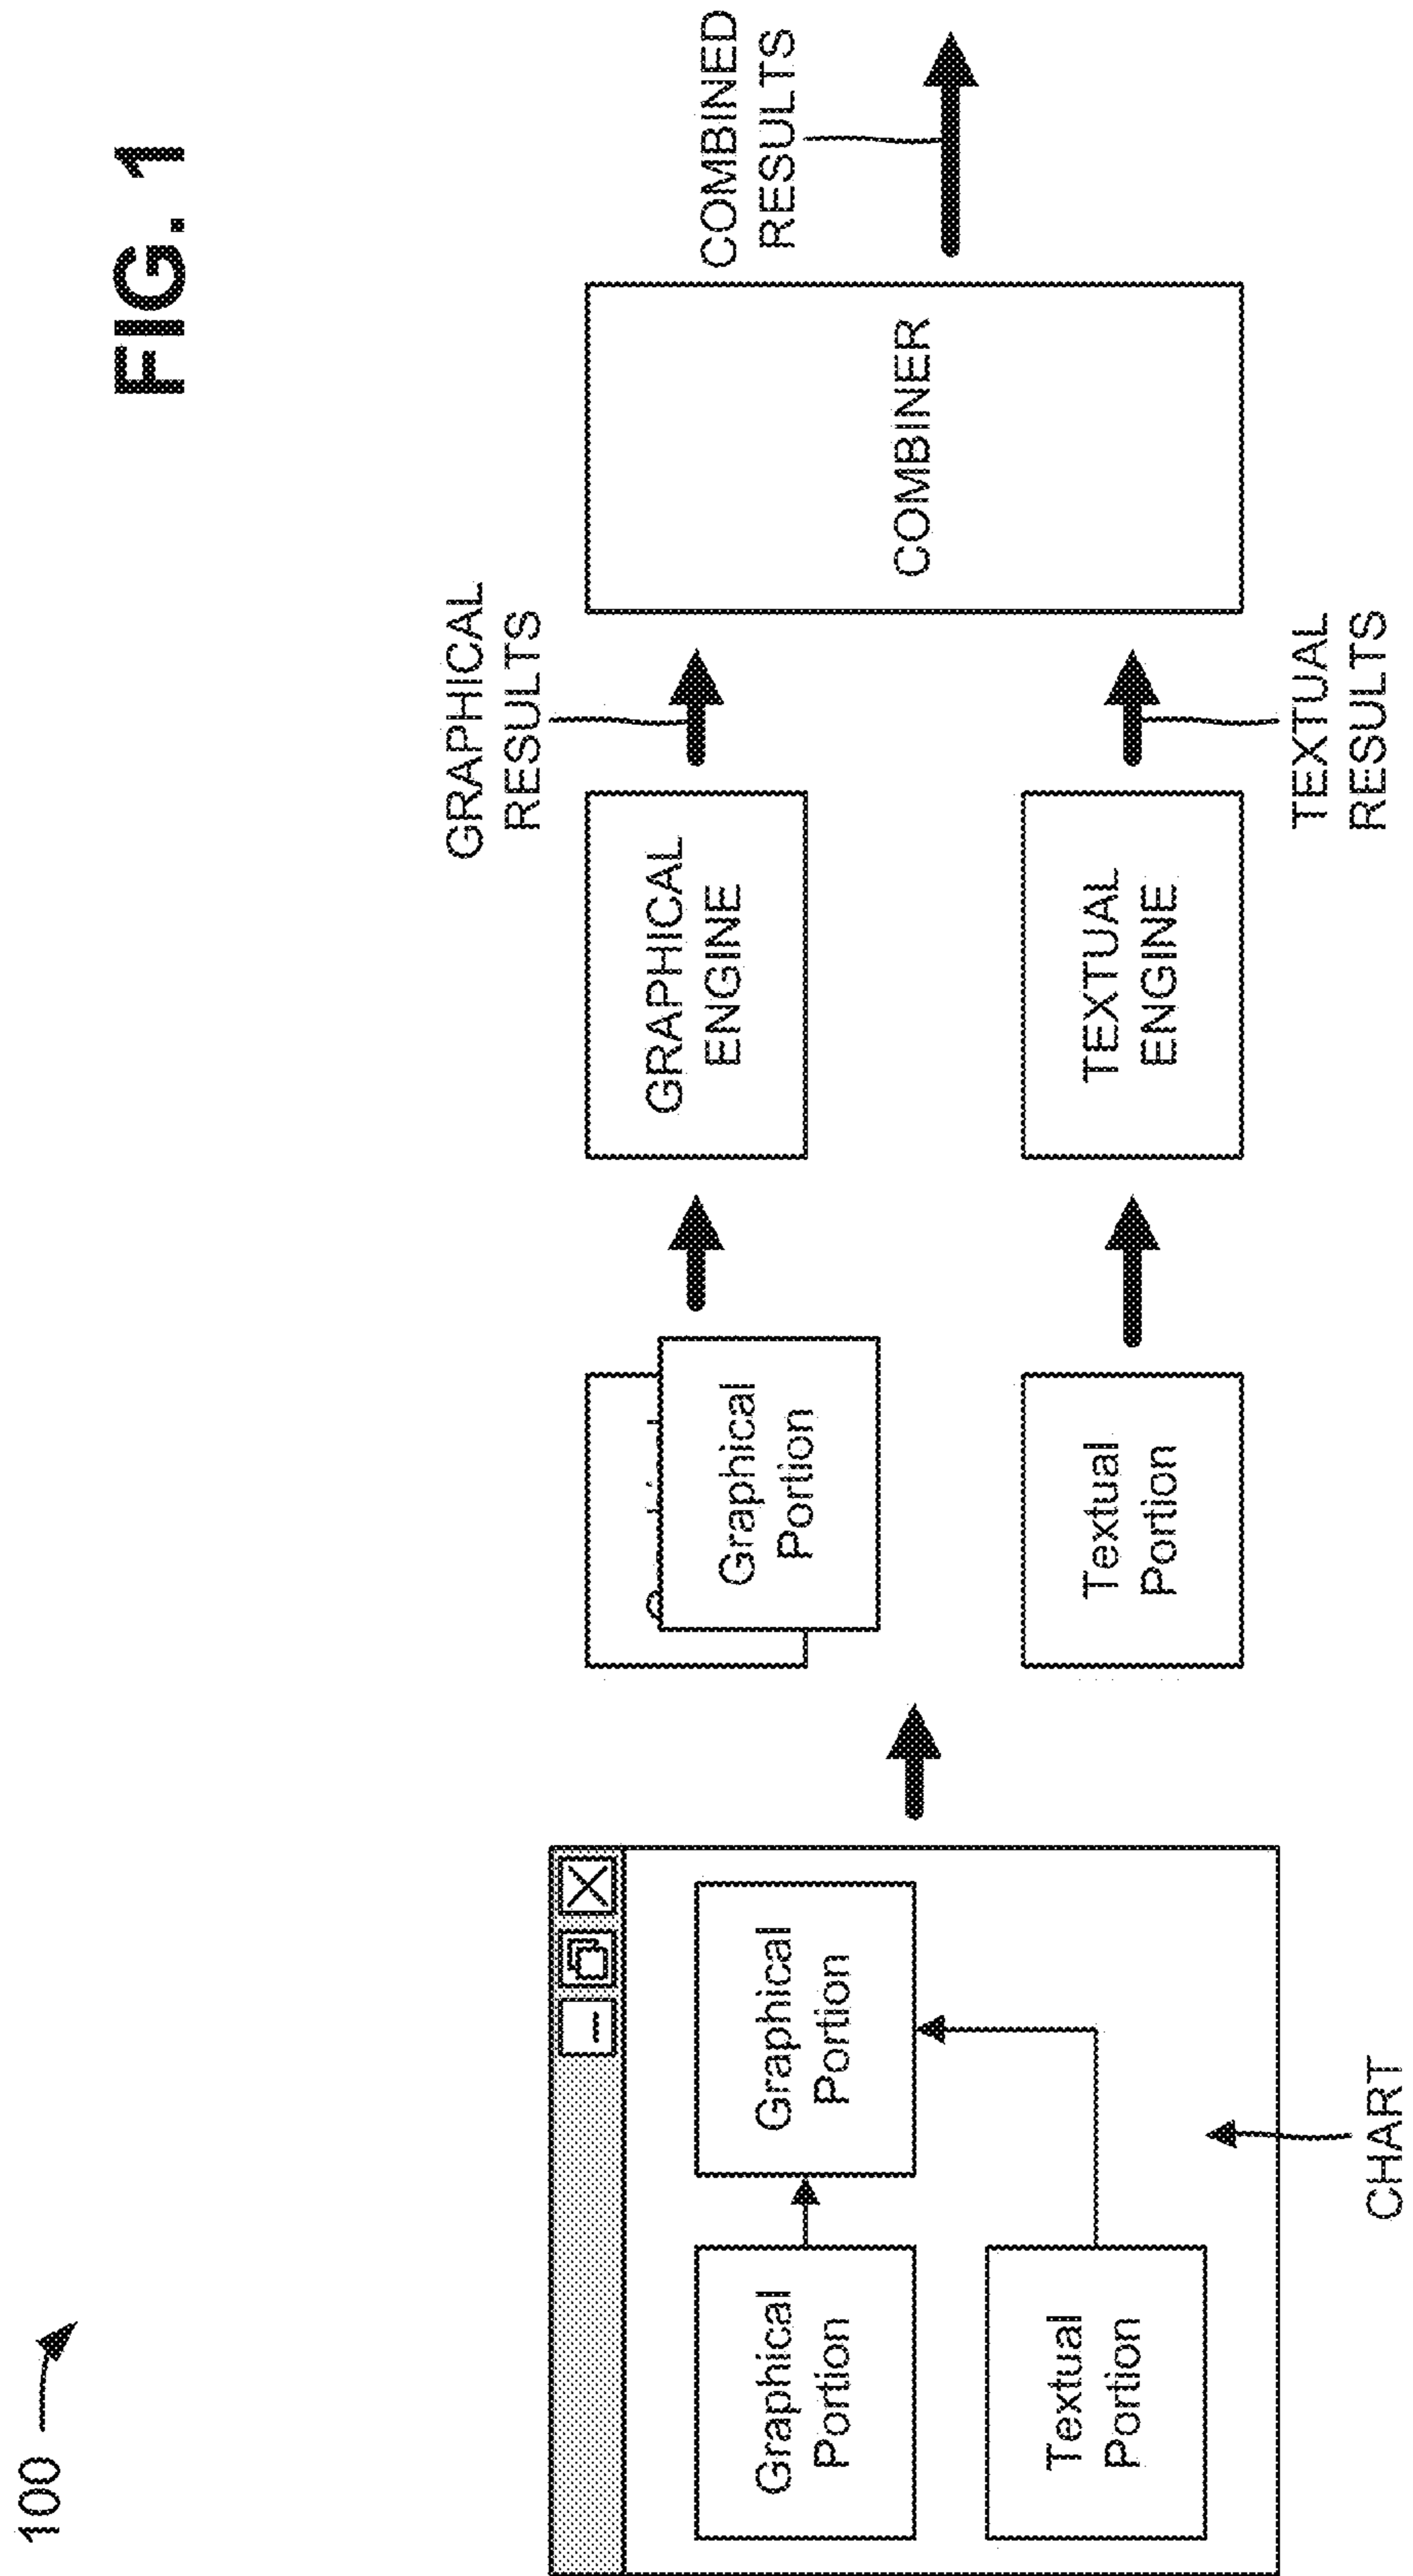 100
FIG. 1
Graphical
Portion
Graphical
Portion
Textual
Portion
CHART
Graphical
Portion
Textual
Portion
GRAPHICAL
ENGINE
TEXTUAL
ENGINE
GRAPHICAL
RESULTS
TEXTUAL
RESULTS
COMBINER
COMBINED
RESULTS